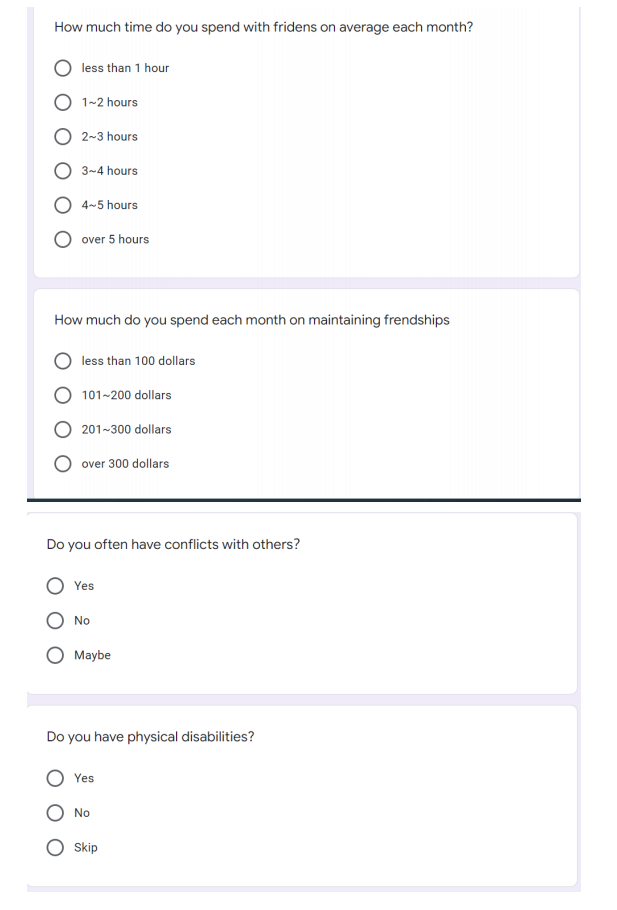 How much time do you spend with fridens on average each month?
less than 1 hour
1~2 hours
2~3 hours
3~4 hours
4~5 hours
over 5 hours
How much do you spend each month on maintaining frendships
less than 100 dollars
101~200 dollars
201~300 dollars
over 300 dollars
Do you often have conflicts with others?
Yes
No
Maybe
Do you have physical disabilities?
Yes
No
Skip